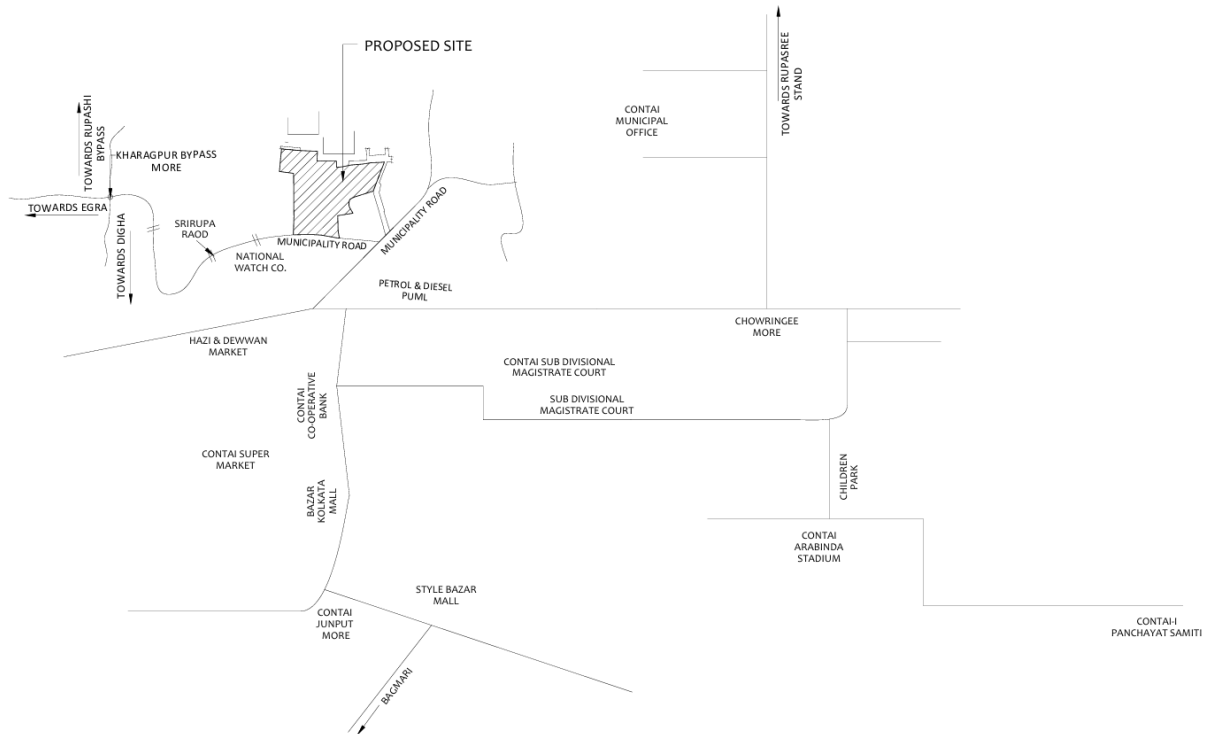 PROPOSED SITE
TOWARDS RUPASREE
STAND
TOWARDS RUPASHI
BYPASS
CONTAI
MUNICIPAL
OFFICE
KHARAGPUR BYPASS
MORE
TOWARDS EGRA
MUNICIPALITY ROAD
SRIRUPA
RAOD
TOWARDS DIGHA
MUNICIPALITY ROAD
NATIONAL
WATCH CO.
PETROL & DIESEL
PUML
CHOWRINGEE
MORE
HAZI & DEWWAN
MARKET
CONTAI SUB DIVISIONAL
MAGISTRATE COURT
CONTAI
CO-OPERATIVE
BANK
SUB DIVISIONAL
MAGISTRATE COURT
CONTAI SUPER
MARKET
CHILDREN
PARK
BAZAR
KOLKATA
MALL
CONTAI
ARABINDA
STADIUM
STYLE BAZAR
MALL
CONTAI
JUNPUT
MORE
CONTAI-I
PANCHAYAT SAMITI
BAGMARI